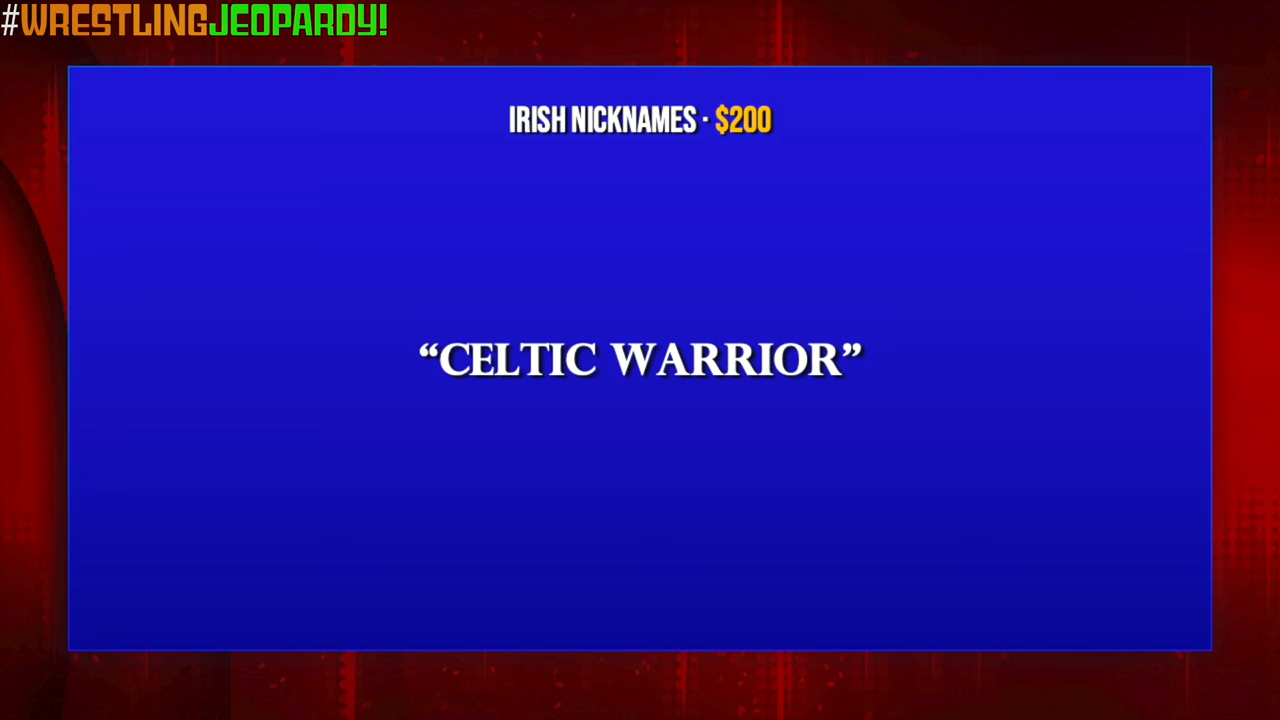 #WRESTLINGJEOPARDY!
IRISH NICKNAMES · $200
“CELTIC WARRIOR”